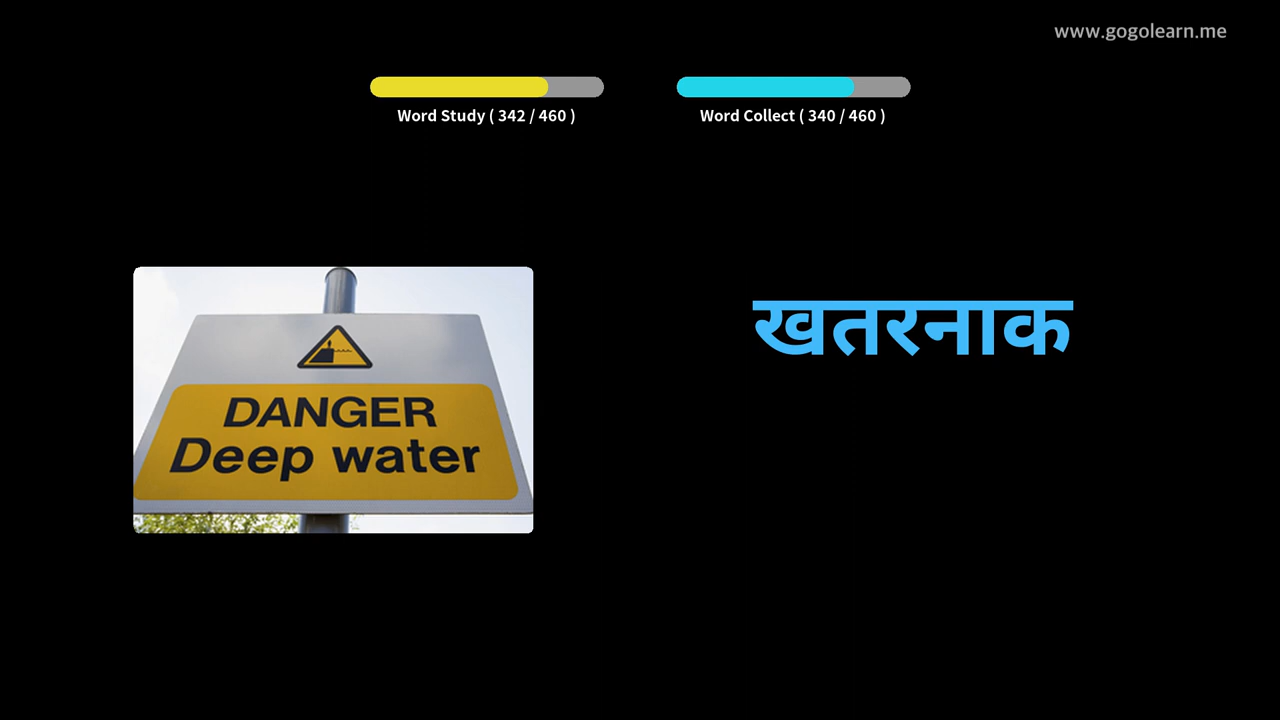 www.gogolearn.me
Word Study ( 342 / 460 )
Word Collect ( 340 / 460 )
DANGER
Deep water
खतरनाक